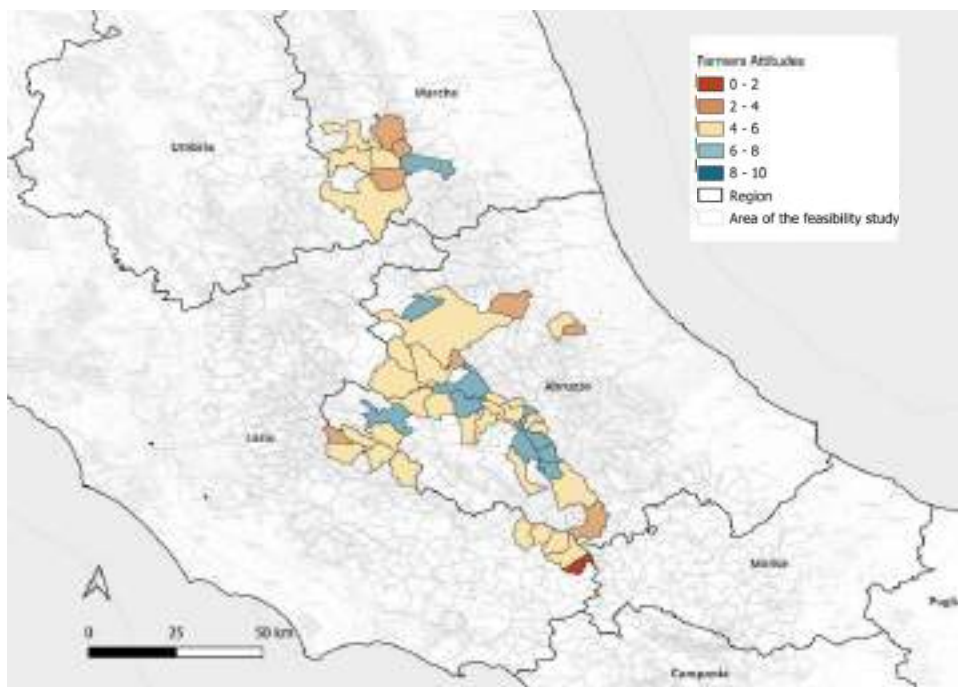 Farmers Attitudes
0 - 2
2 - 4
4 - 6
6 - 8
8 - 10
Region
Area of the feasibility study
Marche
Umbria
Abruzzo
Lazio
Molise
Campania
0 25 50 km